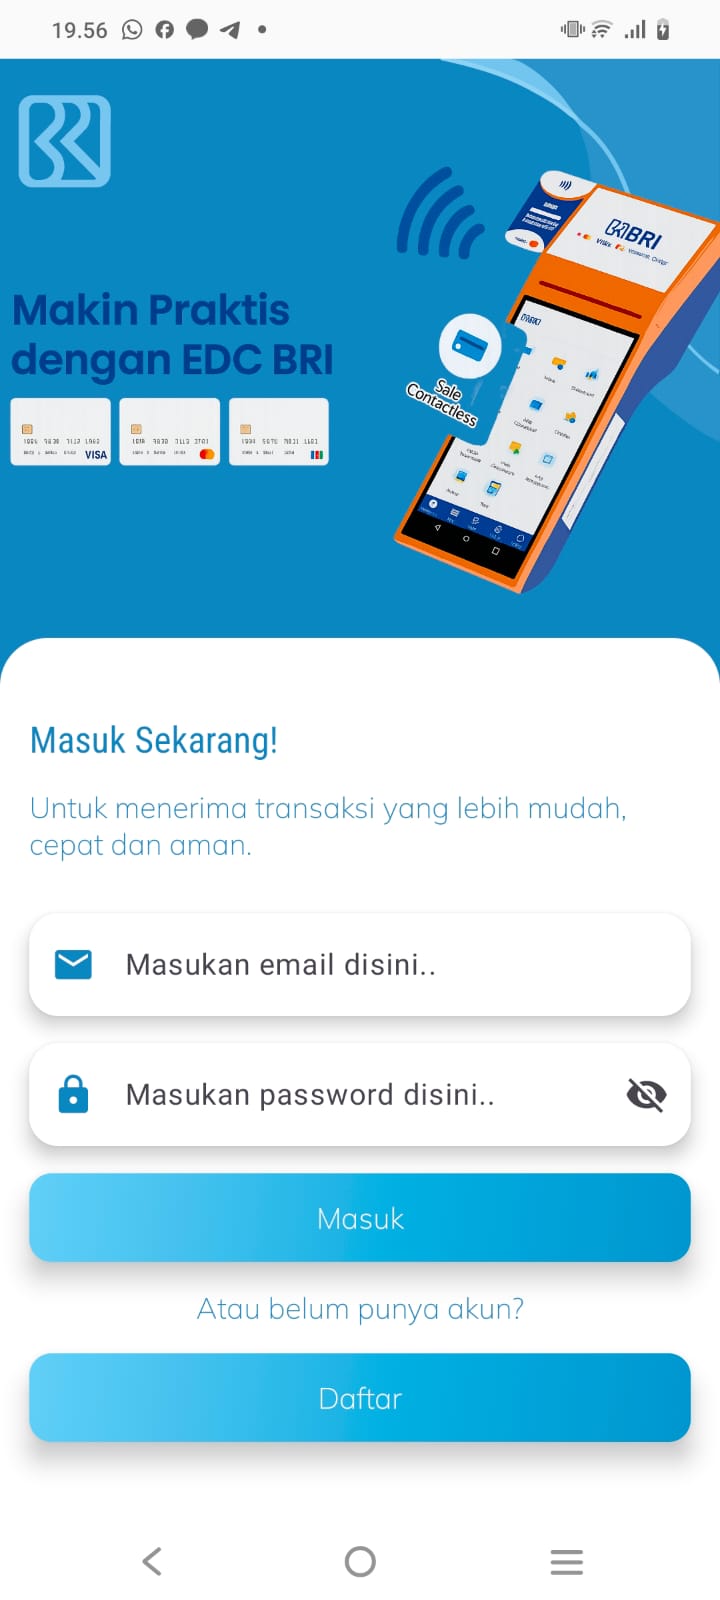 19.56
BRI
VISA
Makin Praktis
dengan EDC BRI
VISA
Sale
Contactless
Masuk Sekarang!
Untuk menerima transaksi yang lebih mudah,
cepat dan aman.
Masukan email disini..
Masukan password disini..
Masuk
Atau belum punya akun?
Daftar